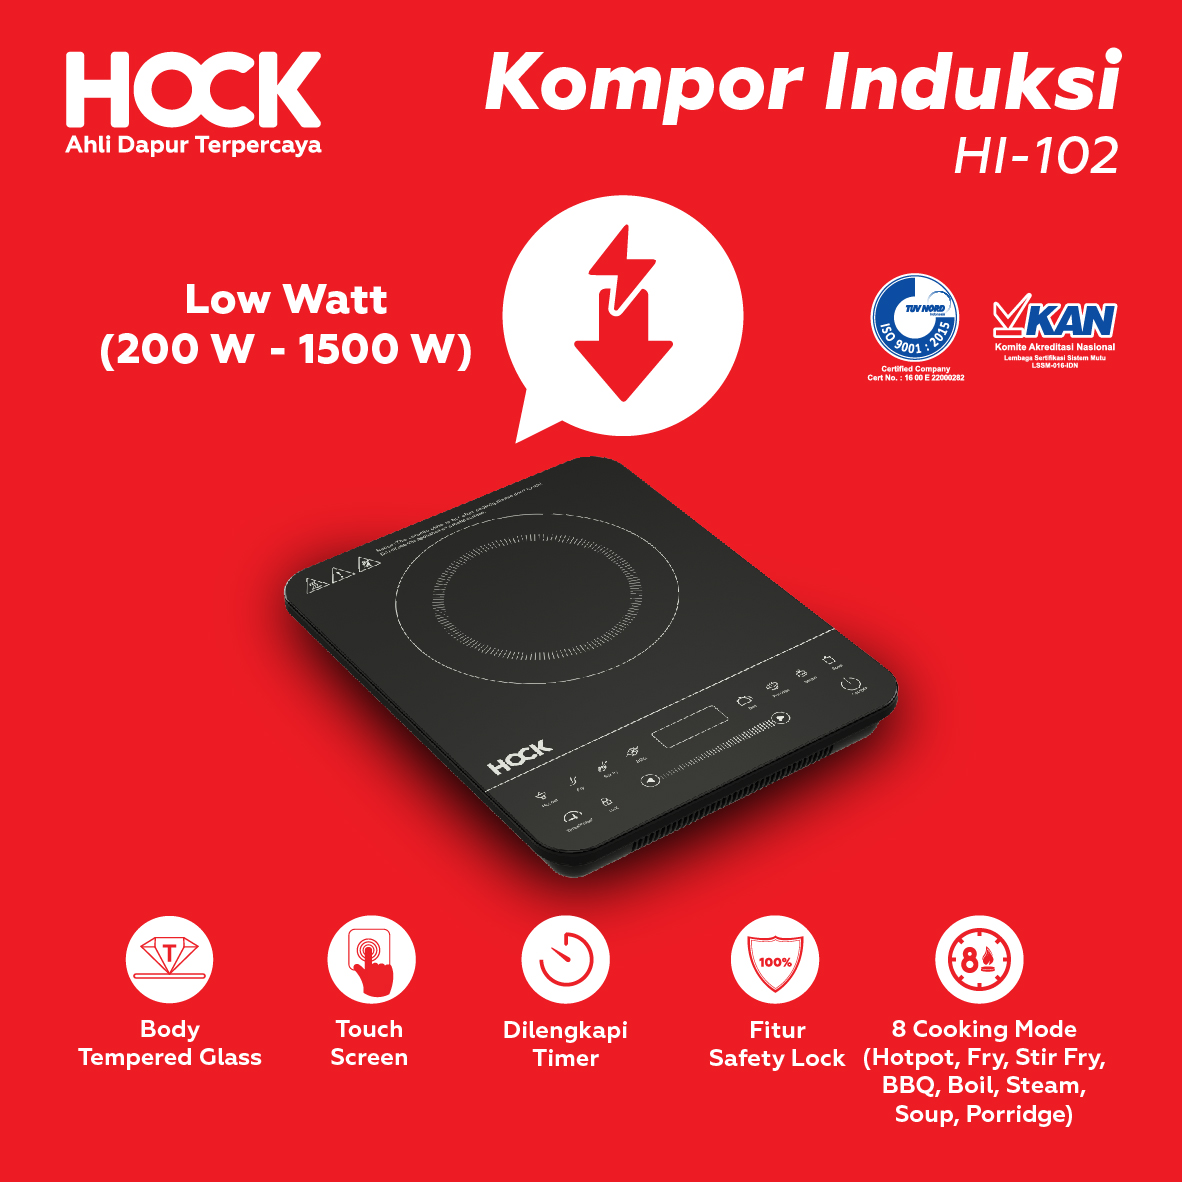 HOCK
Ahli Dapur Terpercaya
Kompor Induksi
HI-102
Low Watt
(200 W - 1500 W)
TUV NORD
ISO 9001 : 2015
Certified Company
Cert No. : 16 00 E 22000282
KAN
Komite Akreditasi Nasional
Lembaga Sertifikasi Sistem Mutu
LSSM-016-IDN
HOCK
Lock
T
Body
Tempered Glass
Touch
Screen
Dilengkapi
Timer
100%
Fitur
Safety Lock
8
8 Cooking Mode
(Hotpot, Fry, Stir Fry,
BBQ, Boil, Steam,
Soup, Porridge)